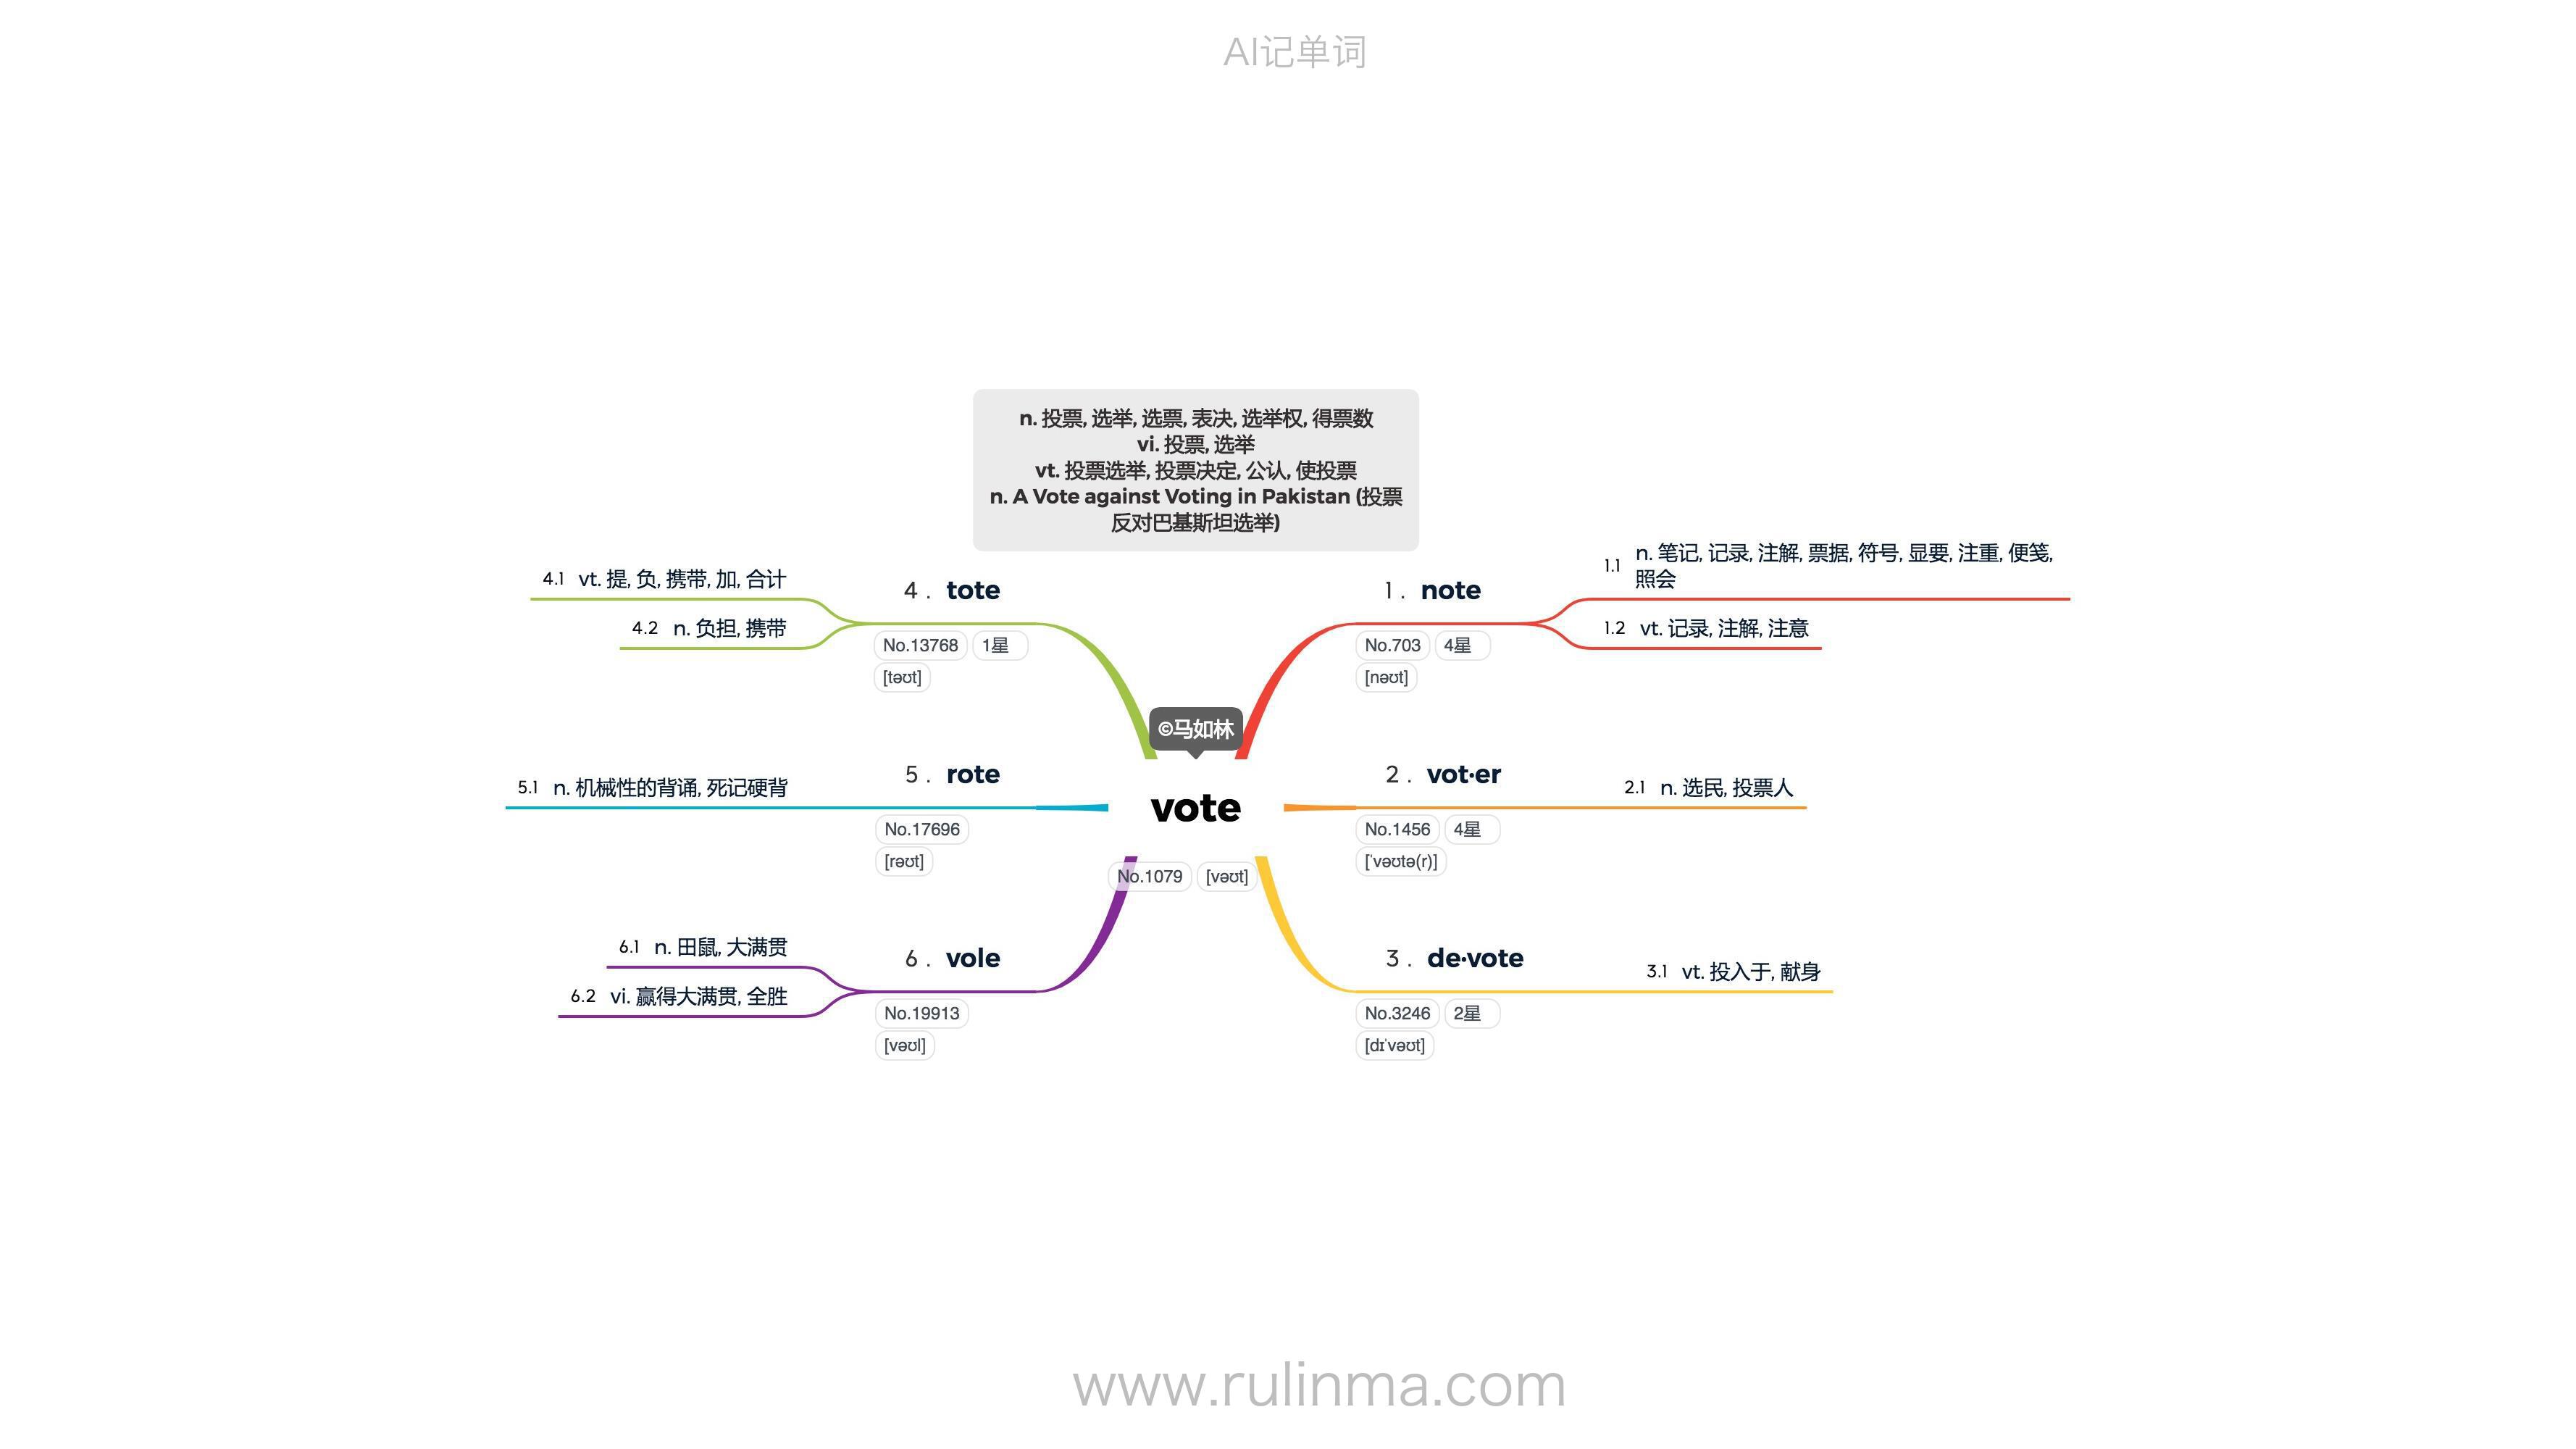 AI记单词
n. 投票, 选举, 选票, 表决, 选举权, 得票数
vi. 投票, 选举
vt. 投票选举, 投票决定, 公认, 使投票
n. A Vote against Voting in Pakistan (投票
反对巴基斯坦选举)
©马如林
vote
No.1079 [vəʊt]
1 . note
No.703 4星
[nəʊt]
1.1 n. 笔记, 记录, 注解, 票据, 符号, 显要, 注重, 便笺,
照会
1.2 vt. 记录, 注解, 注意
2 . vot·er
No.1456 4星
[ˈvəʊtə(r)]
2.1 n. 选民, 投票人
3 . de·vote
No.3246 2星
[dɪˈvəʊt]
3.1 vt. 投入于, 献身
4 . tote
No.13768 1星
[təʊt]
4.1 vt. 提, 负, 携带, 加, 合计
4.2 n. 负担, 携带
5 . rote
No.17696
[rəʊt]
5.1 n. 机械性的背诵, 死记硬背
6 . vole
No.19913
[vəʊl]
6.1 n. 田鼠, 大满贯
6.2 vi. 赢得大满贯, 全胜
www.rulinma.com